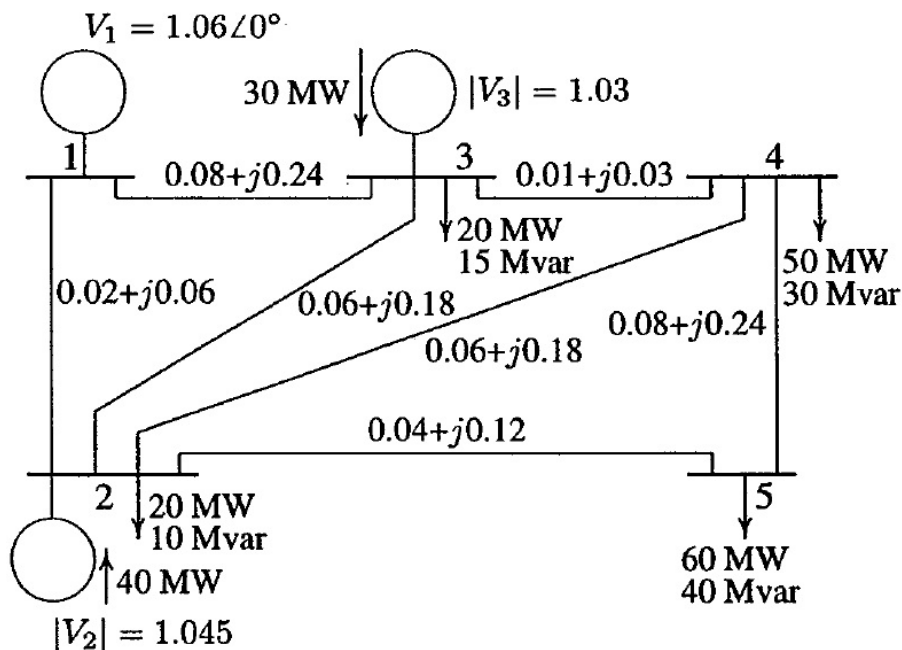 V₁ = 1.06∠0°
30 MW
|V₃| = 1.03
1
0.08+j0.24
3
0.01+j0.03
4
20 MW
15 Mvar
50 MW
30 Mvar
0.02+j0.06
0.06+j0.18
0.08+j0.24
0.06+j0.18
0.04+j0.12
2
20 MW
10 Mvar
5
40 MW
60 MW
40 Mvar
|V₂| = 1.045